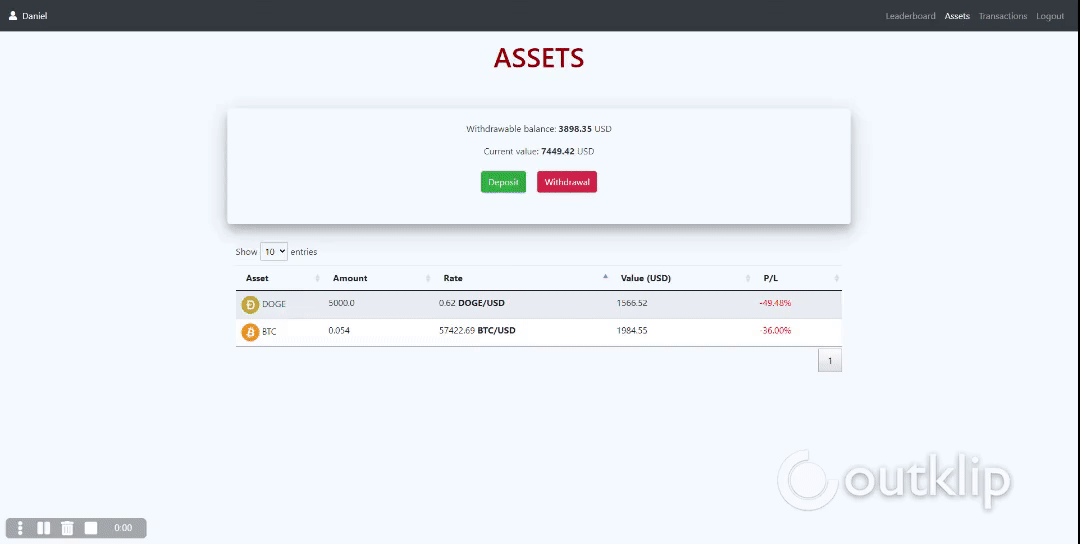 Daniel Leaderboard Assets Transactions Logout
ASSETS
Withdrawable balance: 3898.35 USD
Current value: 7449.42 USD
Deposit Withdrawal
Show 10 entries
Asset Amount Rate Value (USD) P/L
DOGE 5000.0 0.62 DOGE/USD 1566.52 -49.48%
BTC 0.054 57422.69 BTC/USD 1984.55 -36.00%
1
outklip
0:00